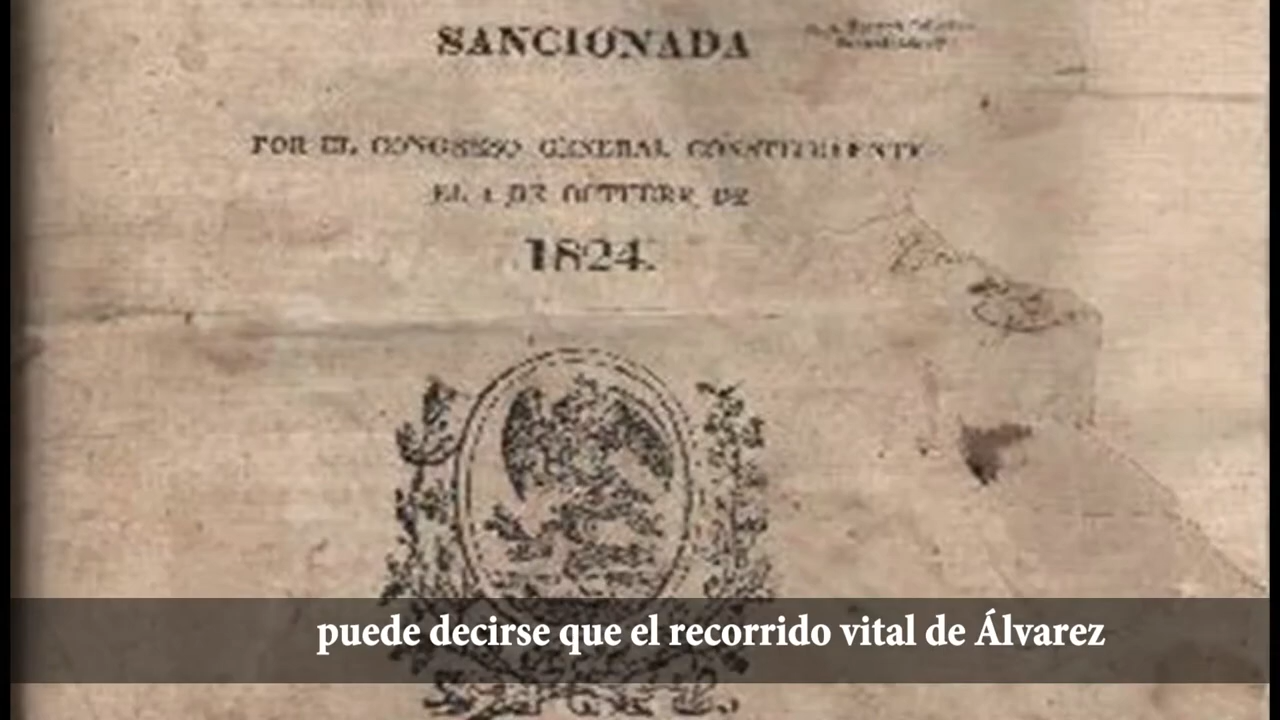 SANCIONADA
POR EL CONGRESO GENERAL CONSTITUYENTE
EL 4 DE OCTUBRE DE
1824.
puede decirse que el recorrido vital de Álvarez